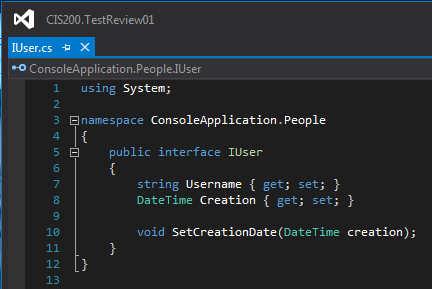 CIS200.TestReview01
IUser.cs
ConsoleApplication.People.IUser
1 using System;
2
3 namespace ConsoleApplication.People
4 {
5 public interface IUser
6 {
7 string Username { get; set; }
8 DateTime Creation { get; set; }
9
10 void SetCreationDate(DateTime creation);
11 }
12 }
13